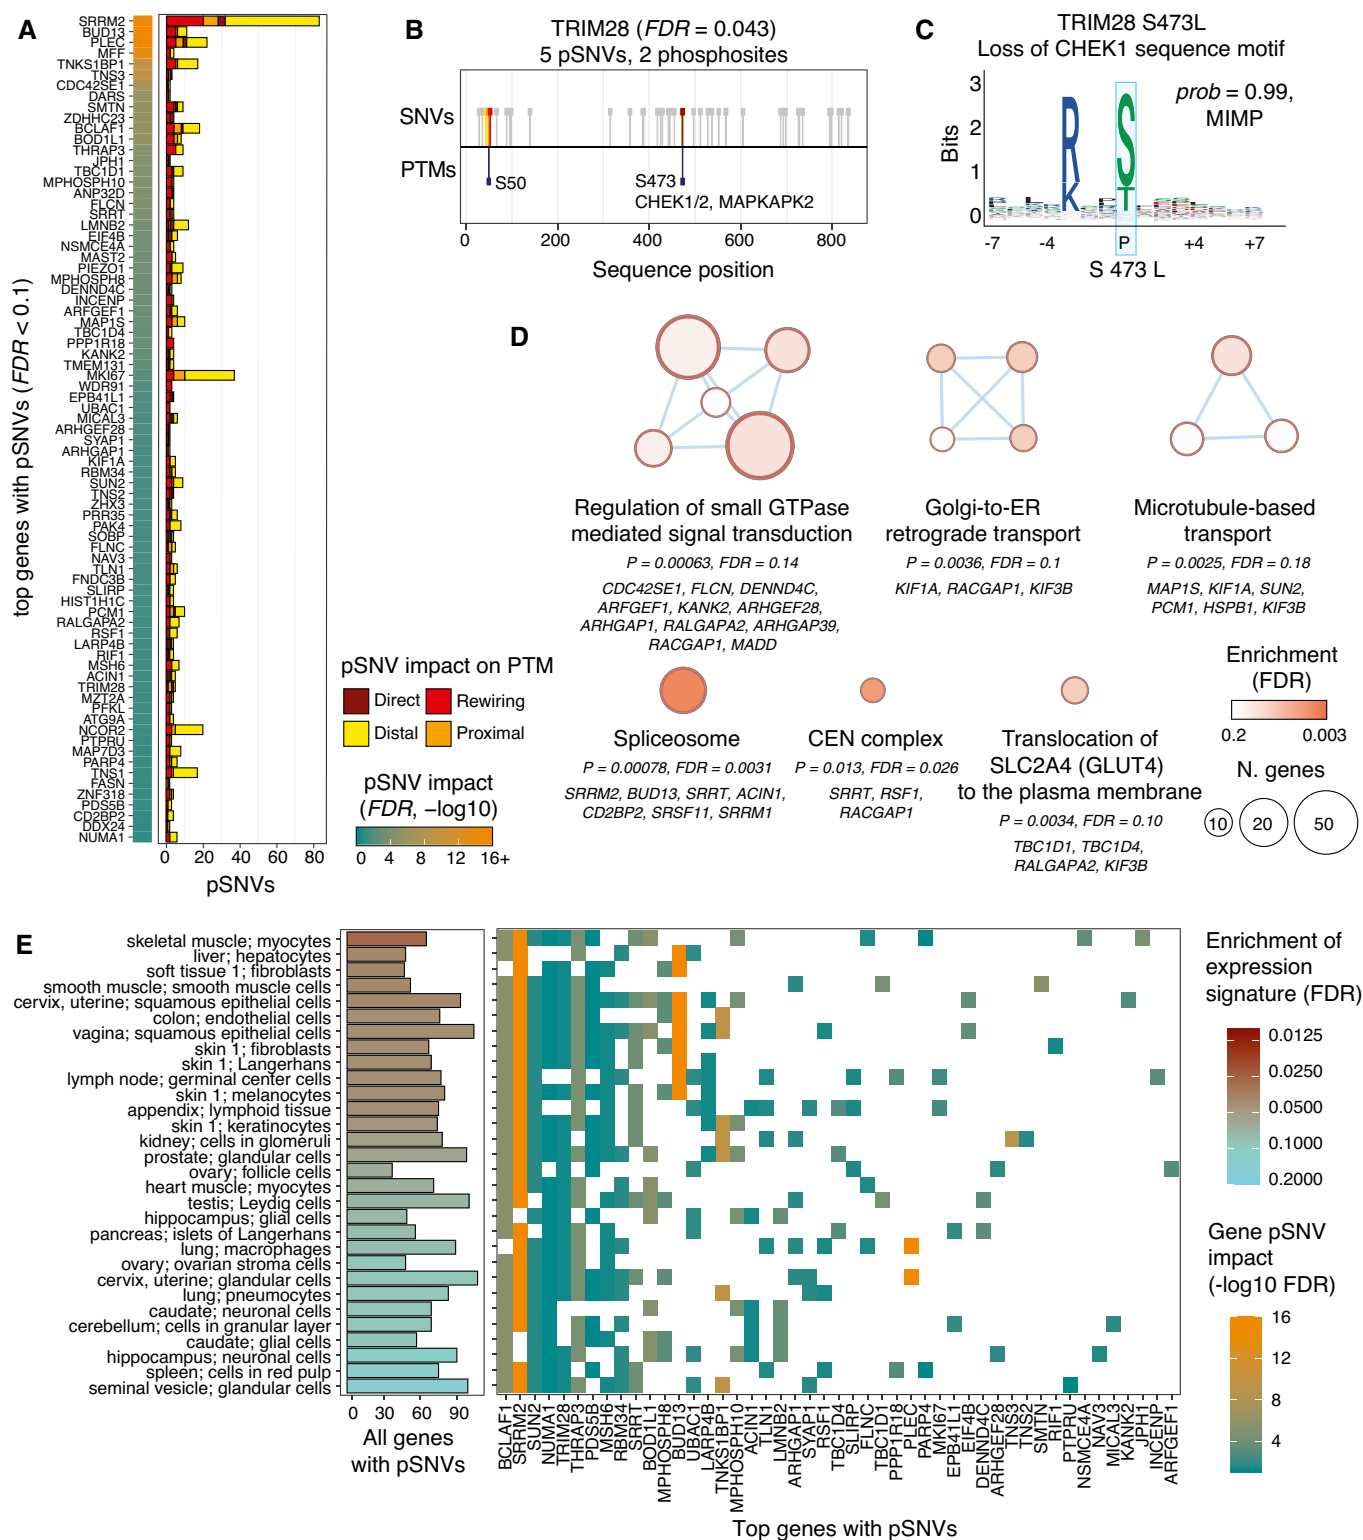 A
top genes with pSNVs (FDR < 0.1)
SRRM2
BUD13
PLEC
MFF
TNKS1BP1
TNS3
CDC42SE1
DARS
SMTN
ZDHHC23
BCLAF1
BOD1L1
THRAP3
JPH1
TBC1D1
MPHOSPH10
ANP32D
FLCN
SRRT
LMNB2
EIF4B
NSMCE4A
MAST2
PIEZO1
MPHOSPH8
DENND4C
INCENP
ARFGEF1
MAP1S
TBC1D4
PPP1R18
KANK2
TMEM131
MKI67
WDR91
EPB41L1
UBAC1
MICAL3
ARHGEF28
SYAP1
ARHGAP1
KIF1A
RBM34
SUN2
TNS2
ZHX3
PRR35
PAK4
SOBP
FLNC
NAV3
TLN1
FNDC3B
SLIRP
HIST1H1C
PCM1
RALGAPA2
RSF1
LARP4B
RIF1
MSH6
ACIN1
TRIM28
MZT2A
PFKL
ATG9A
NCOR2
PTPRU
MAP7D3
PARP4
TNS1
FASN
ZNF318
PDS5B
CD2BP2
DDX24
NUMA1
0 20 40 60 80
pSNVs
pSNV impact on PTM
Direct Rewiring
Distal Proximal
pSNV impact
(FDR, −log10)
0 4 8 12 16+
B
TRIM28 (FDR = 0.043)
5 pSNVs, 2 phosphosites
SNVs
PTMs
S50
S473
CHEK1/2, MAPKAPK2
0 200 400 600 800
Sequence position
C
TRIM28 S473L
Loss of CHEK1 sequence motif
prob = 0.99,
MIMP
Bits
3
2
1
0
R
K
S
T
-7 -4 P +4 +7
S 473 L
D
Regulation of small GTPase
mediated signal transduction
P = 0.00063, FDR = 0.14
CDC42SE1, FLCN, DENND4C,
ARFGEF1, KANK2, ARHGEF28,
ARHGAP1, RALGAPA2, ARHGAP39,
RACGAP1, MADD
Golgi-to-ER
retrograde transport
P = 0.0036, FDR = 0.1
KIF1A, RACGAP1, KIF3B
Microtubule-based
transport
P = 0.0025, FDR = 0.18
MAP1S, KIF1A, SUN2,
PCM1, HSPB1, KIF3B
Spliceosome
P = 0.00078, FDR = 0.0031
SRRM2, BUD13, SRRT, ACIN1,
CD2BP2, SRSF11, SRRM1
CEN complex
P = 0.013, FDR = 0.026
SRRT, RSF1,
RACGAP1
Translocation of
SLC2A4 (GLUT4)
to the plasma membrane
P = 0.0034, FDR = 0.10
TBC1D1, TBC1D4,
RALGAPA2, KIF3B
Enrichment
(FDR)
0.2 0.003
N. genes
10 20 50
E
skeletal muscle; myocytes
liver; hepatocytes
soft tissue 1; fibroblasts
smooth muscle; smooth muscle cells
cervix, uterine; squamous epithelial cells
colon; endothelial cells
vagina; squamous epithelial cells
skin 1; fibroblasts
skin 1; Langerhans
lymph node; germinal center cells
skin 1; melanocytes
appendix; lymphoid tissue
skin 1; keratinocytes
kidney; cells in glomeruli
prostate; glandular cells
ovary; follicle cells
heart muscle; myocytes
testis; Leydig cells
hippocampus; glial cells
pancreas; islets of Langerhans
lung; macrophages
ovary; ovarian stroma cells
cervix, uterine; glandular cells
lung; pneumocytes
caudate; neuronal cells
cerebellum; cells in granular layer
caudate; glial cells
hippocampus; neuronal cells
spleen; cells in red pulp
seminal vesicle; glandular cells
0 30 60 90
All genes
with pSNVs
BCLAF1
SRRM2
SUN2
NUMA1
TRIM28
THRAP3
PDS5B
MSH6
RBM34
SRRT
BOD1L1
MPHOSPH8
BUD13
UBAC1
LARP4B
TNKS1BP1
MPHOSPH10
ACIN1
TLN1
LMNB2
ARHGAP1
SYAP1
RSF1
TBC1D4
SLIRP
FLNC
TBC1D1
PPP1R18
PLEC
PARP4
MKI67
EPB41L1
EIF4B
DENND4C
ARHGEF28
TNS3
TNS2
SMTN
RIF1
PTPRU
NSMCE4A
NAV3
MICAL3
KANK2
JPH1
INCENP
ARFGEF1
Top genes with pSNVs
Enrichment of
expression
signature (FDR)
0.0125
0.0250
0.0500
0.1000
0.2000
Gene pSNV
impact
(-log10 FDR)
16
12
8
4